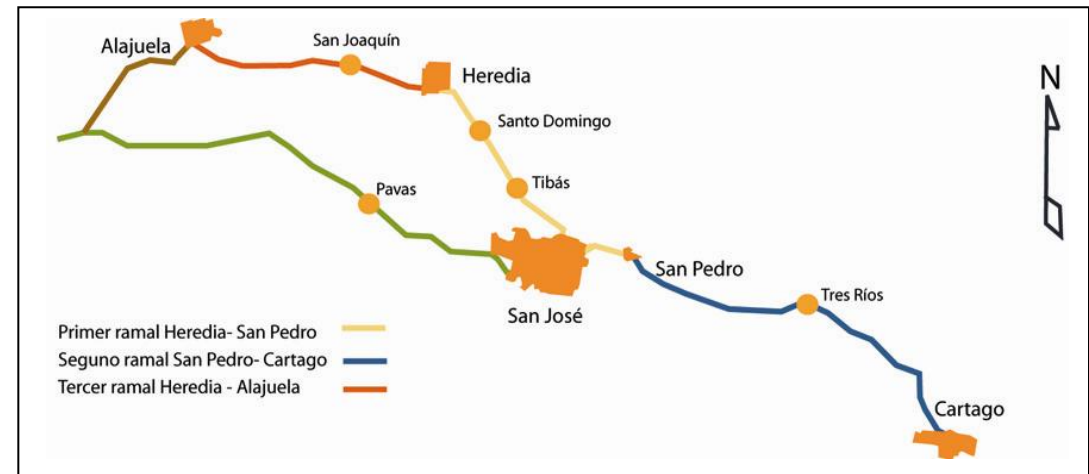 Alajuela
San Joaquín
Heredia
N
Santo Domingo
Tibás
Pavas
San Pedro
San José
Tres Ríos
Primer ramal Heredia- San Pedro
Seguno ramal San Pedro- Cartago
Tercer ramal Heredia - Alajuela
Cartago